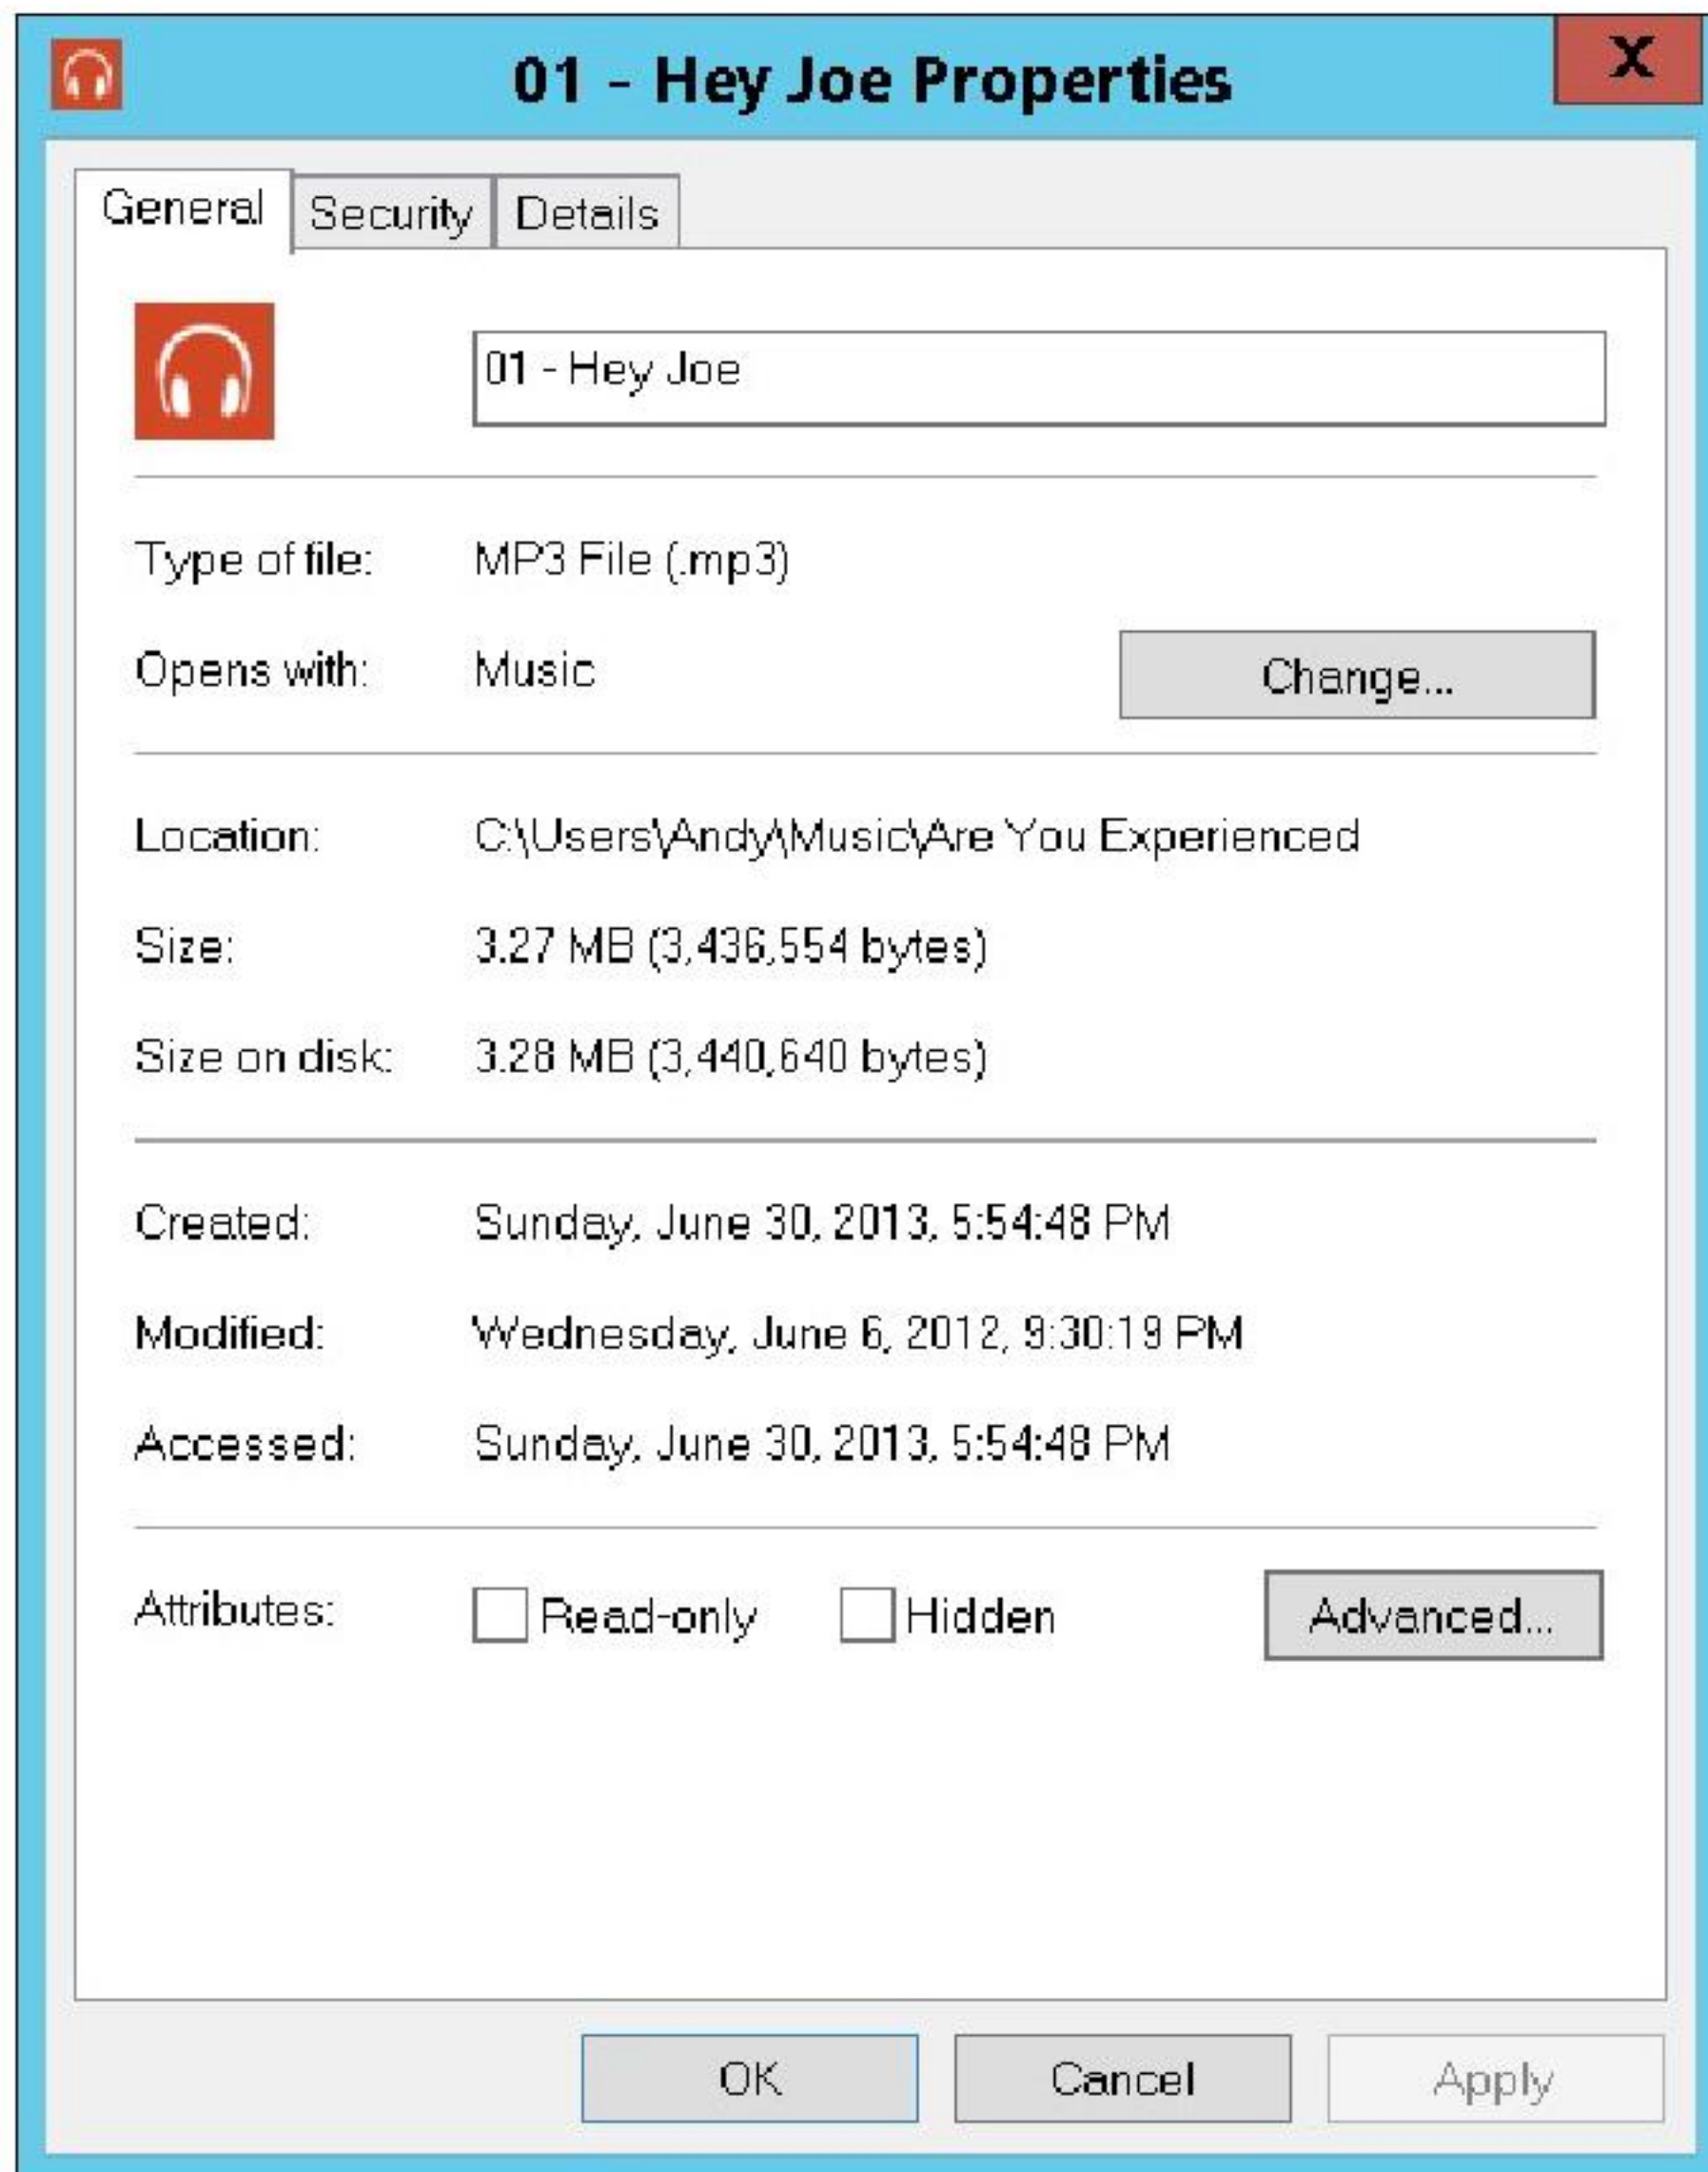 01 - Hey Joe Properties
X
General Security Details
01 - Hey Joe
Type of file: MP3 File (.mp3)
Opens with: Music Change...
Location: C:\Users\Andy\Music\Are You Experienced
Size: 3.27 MB (3,436,554 bytes)
Size on disk: 3.28 MB (3,440,640 bytes)
Created: Sunday, June 30, 2013, 5:54:48 PM
Modified: Wednesday, June 6, 2012, 9:30:19 PM
Accessed: Sunday, June 30, 2013, 5:54:48 PM
Attributes: Read-only Hidden Advanced...
OK Cancel Apply